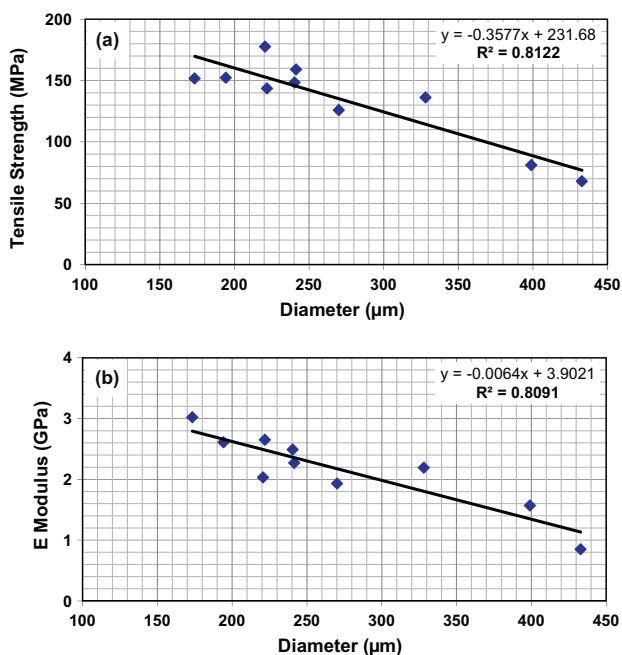 (a)
y = -0.3577x + 231.68
R² = 0.8122
Tensile Strength (MPa)
200
150
100
50
0
100 150 200 250 300 350 400 450
Diameter (µm)
(b)
y = -0.0064x + 3.9021
R² = 0.8091
E Modulus (GPa)
4
3
2
1
0
100 150 200 250 300 350 400 450
Diameter (µm)